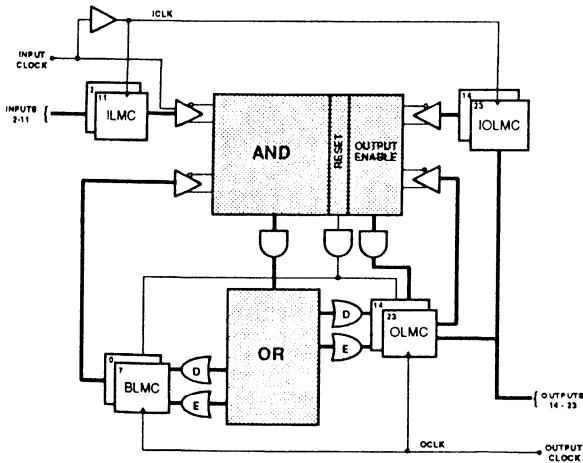 ICLK
INPUT
CLOCK
INPUTS
2-11
2
11
ILMC
AND
RESET
OUTPUT
ENABLE
14
23
IOLMC
OR
D
E
14
23
OLMC
0
7
BLMC
D
E
OUTPUTS
14 - 23
OCLK
OUTPUT
CLOCK